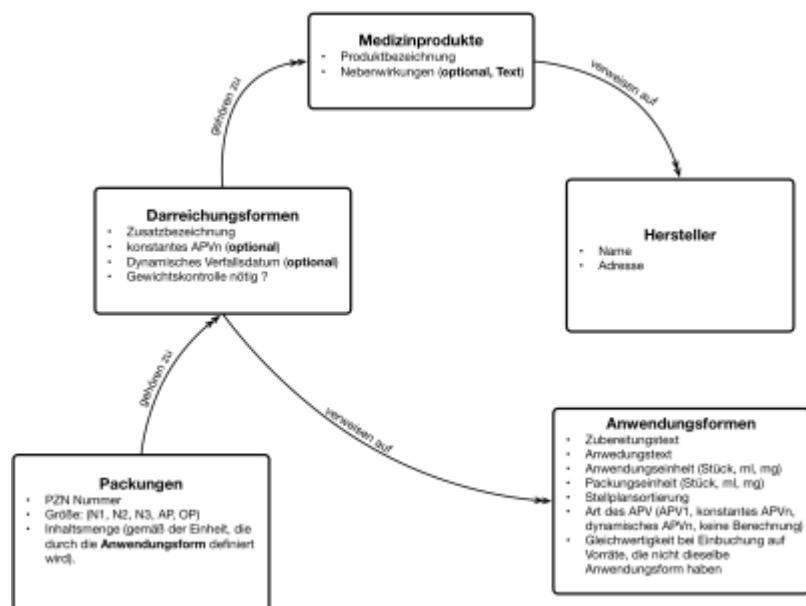 Medizinprodukte
• Produktbezeichnung
• Nebenwirkungen (optional, Text)
gehören zu
verweisen auf
Darreichungsformen
• Zusatzbezeichnung
• konstantes APVn (optional)
• Dynamisches Verfallsdatum (optional)
• Gewichtskontrolle nötig ?
Hersteller
• Name
• Adresse
gehören zu
verweisen auf
Packungen
• PZN Nummer
• Größe: (N1, N2, N3, AP, OP)
• Inhaltsmenge (gemäß der Einheit, die
durch die Anwendungsform definiert
wird).
Anwendungsformen
• Zubereitungstext
• Anwedungstext
• Anwendungseinheit (Stück, ml, mg)
• Packungseinheit (Stück, ml, mg)
• Stellplansortierung
• Art des APV (APV1, konstantes APVn,
dynamisches APVn, keine Berechnung)
• Gleichwertigkeit bei Einbuchung auf
Vorräte, die nicht dieselbe
Anwendungsform haben